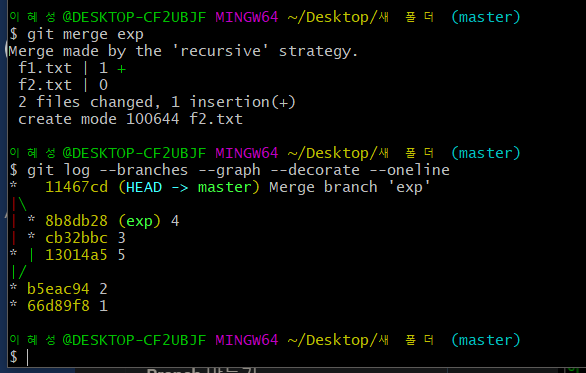 이 혜 성 @DESKTOP-CF2UBJF MINGW64 ~/Desktop/새 폴 더 (master)
$ git merge exp
Merge made by the 'recursive' strategy.
 f1.txt | 1 +
 f2.txt | 0
 2 files changed, 1 insertion(+)
 create mode 100644 f2.txt

이 혜 성 @DESKTOP-CF2UBJF MINGW64 ~/Desktop/새 폴 더 (master)
$ git log --branches --graph --decorate --oneline
*   11467cd (HEAD -> master) Merge branch 'exp'
|\
| * 8b8db28 (exp) 4
| * cb32bbc 3
* | 13014a5 5
|/
* b5eac94 2
* 66d89f8 1

이 혜 성 @DESKTOP-CF2UBJF MINGW64 ~/Desktop/새 폴 더 (master)
$